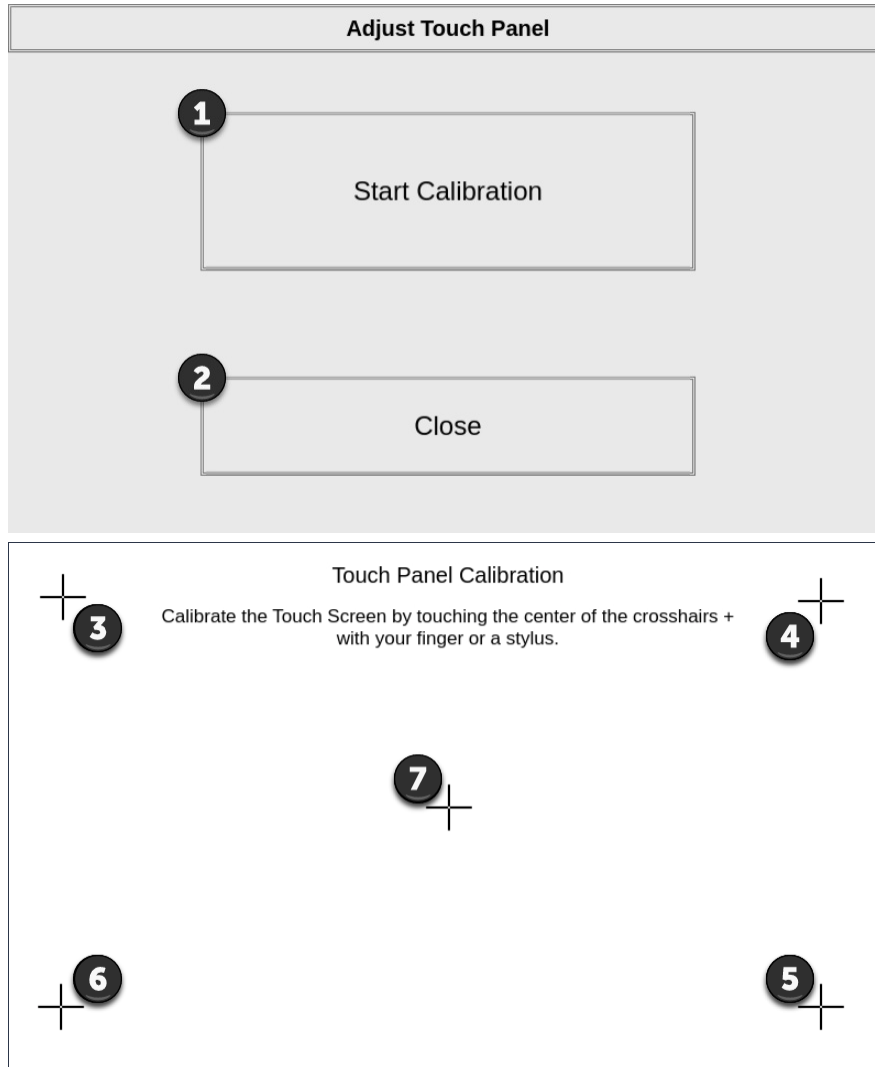 Adjust Touch Panel
1
Start Calibration
2
Close
Touch Panel Calibration
3
Calibrate the Touch Screen by touching the center of the crosshairs +
with your finger or a stylus.
4
7
6
5